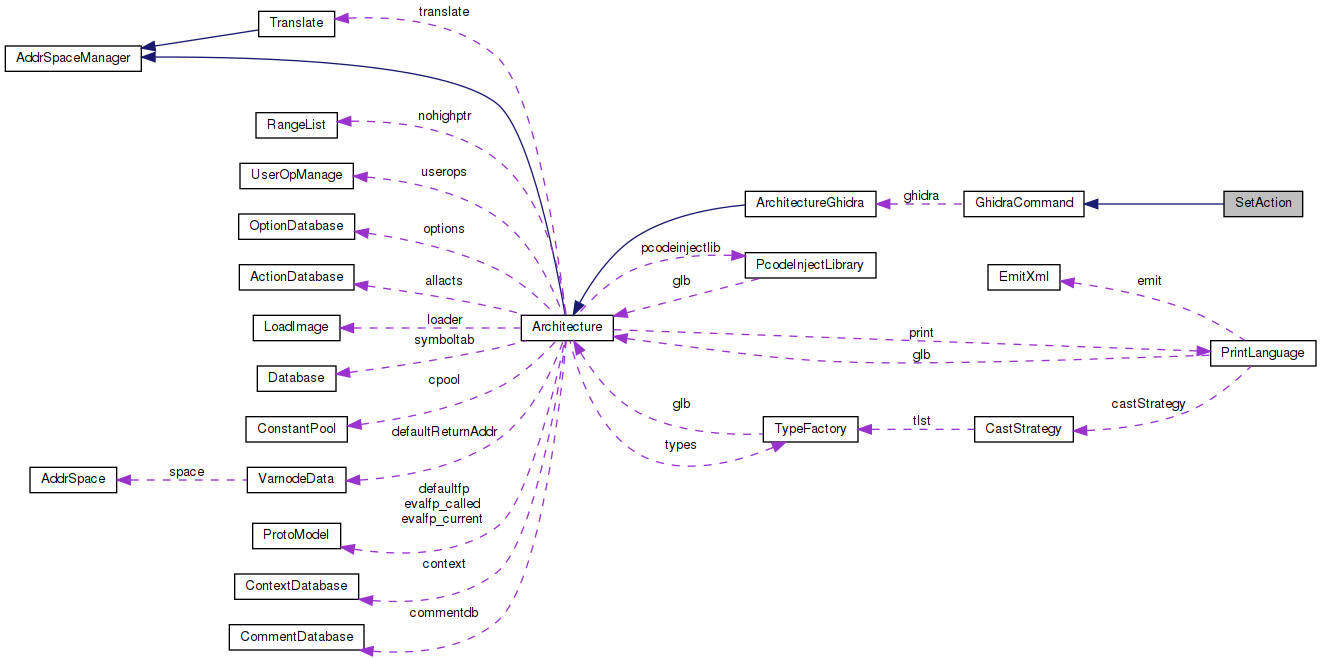 Translate
translate
AddrSpaceManager
RangeList
nohighptr
UserOpManage
userops
ArchitectureGhidra
ghidra
GhidraCommand
SetAction
OptionDatabase
options
pcodeinjectlib
PcodeInjectLibrary
ActionDatabase
allacts
glb
EmitXml
emit
LoadImage
loader
Architecture
symboltab
print
glb
PrintLanguage
Database
cpool
glb
castStrategy
ConstantPool
defaultReturnAddr
types
TypeFactory
tlst
CastStrategy
AddrSpace
space
VarnodeData
defaultfp
evalfp_called
evalfp_current
ProtoModel
context
ContextDatabase
commentdb
CommentDatabase